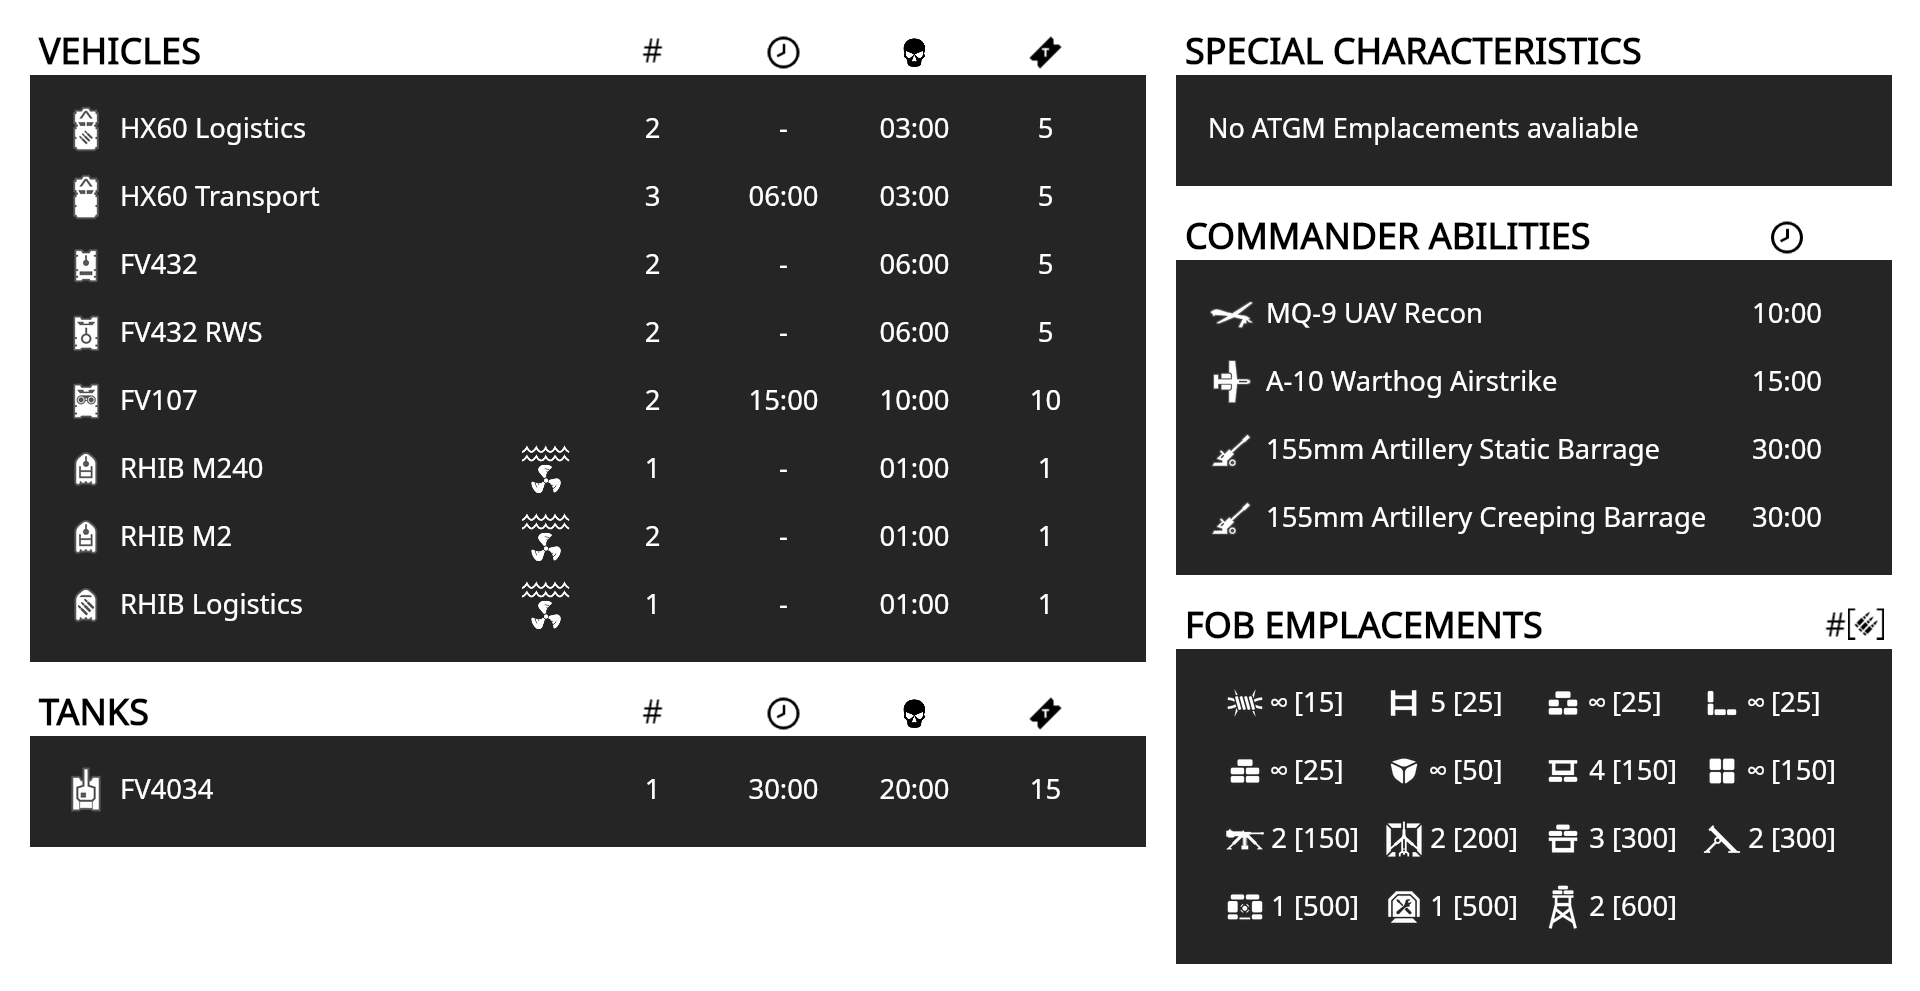 VEHICLES #
HX60 Logistics 2 - 03:00 5
HX60 Transport 3 06:00 03:00 5
FV432 2 - 06:00 5
FV432 RWS 2 - 06:00 5
FV107 2 15:00 10:00 10
RHIB M240 1 - 01:00 1
RHIB M2 2 - 01:00 1
RHIB Logistics 1 - 01:00 1
TANKS #
FV4034 1 30:00 20:00 15
SPECIAL CHARACTERISTICS
No ATGM Emplacements avaliable
COMMANDER ABILITIES
MQ-9 UAV Recon 10:00
A-10 Warthog Airstrike 15:00
155mm Artillery Static Barrage 30:00
155mm Artillery Creeping Barrage 30:00
FOB EMPLACEMENTS #[]
∞ [15] 5 [25] ∞ [25] ∞ [25]
∞ [25] ∞ [50] 4 [150] ∞ [150]
2 [150] 2 [200] 3 [300] 2 [300]
1 [500] 1 [500] 2 [600]